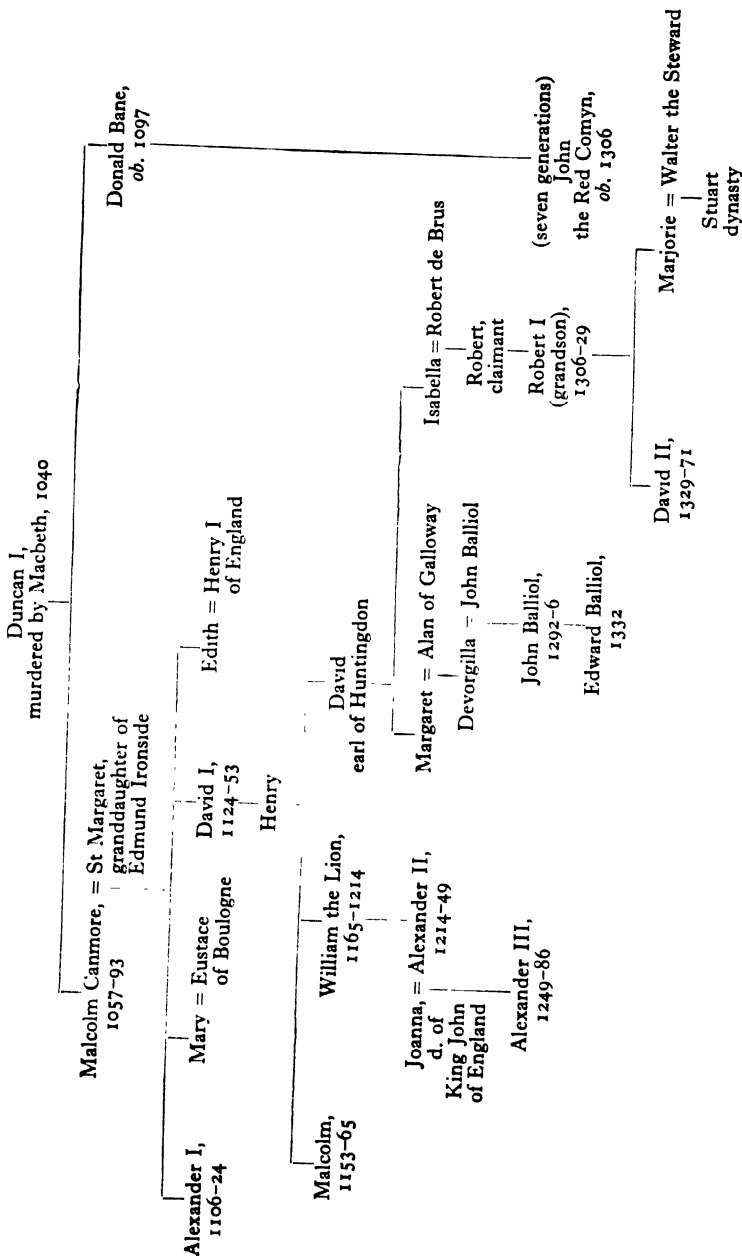 Duncan I,
murdered by Macbeth, 1040
Malcolm Canmore, = St Margaret,
1057–93
granddaughter of
Edmund Ironside
Donald Bane,
ob. 1097
Alexander I,
1106–24
Mary = Eustace
of Boulogne
David I,
1124–53
Edith = Henry I
of England
Henry
Malcolm,
1153–65
William the Lion,
1165–1214
David
earl of Huntingdon
Joanna, = Alexander II,
d. of
King John
of England
1214–49
Margaret = Alan of Galloway
Isabella = Robert de Brus
(seven generations)
John
the Red Comyn,
ob. 1306
Alexander III,
1249–86
Devorgilla = John Balliol
Robert,
claimant
John Balliol,
1292–6
Robert I
(grandson),
1306–29
Edward Balliol,
1332
David II,
1329–71
Marjorie = Walter the Steward
Stuart
dynasty